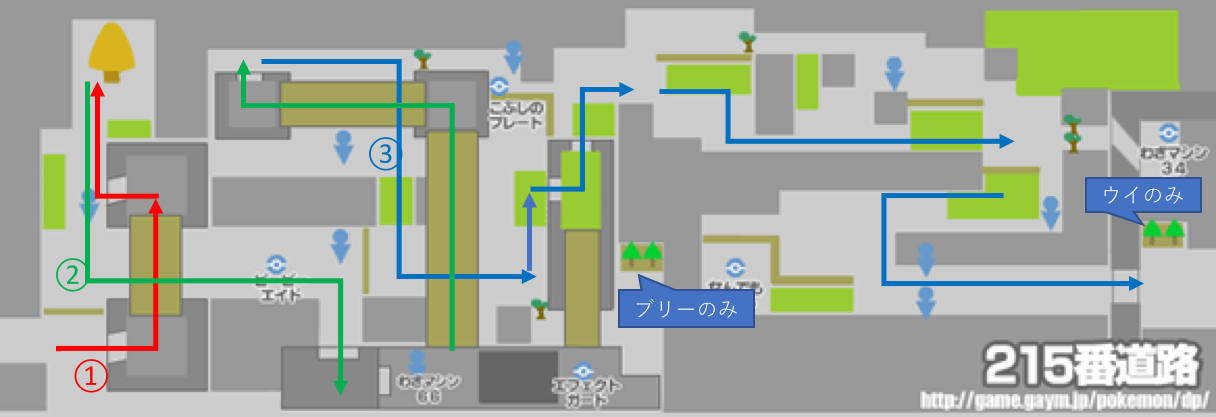 ①
②
③
こぶしの
プレート
ピーピー
エイド
わざマシン
66
エフェクト
ガード
ブリーのみ
なんでも
わざマシン
34
ウイのみ
215番道路
http://game.gaym.jp/pokemon/dp/